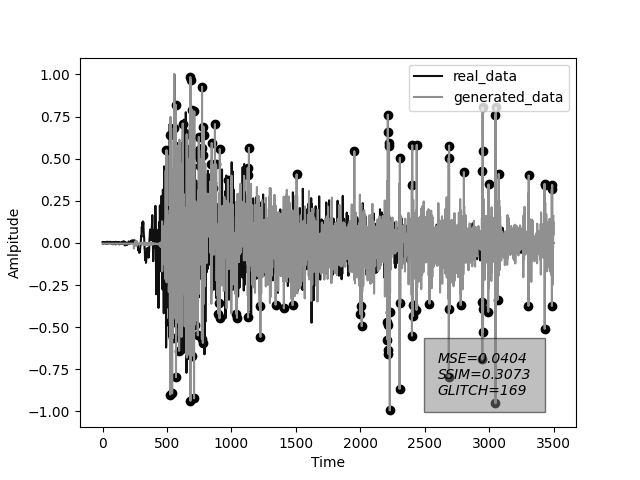 real_data
generated_data
1.00
0.75
0.50
0.25
0.00
−0.25
−0.50
−0.75
−1.00
Amlpitude
MSE=0.0404
SSIM=0.3073
GLITCH=169
0 500 1000 1500 2000 2500 3000 3500
Time